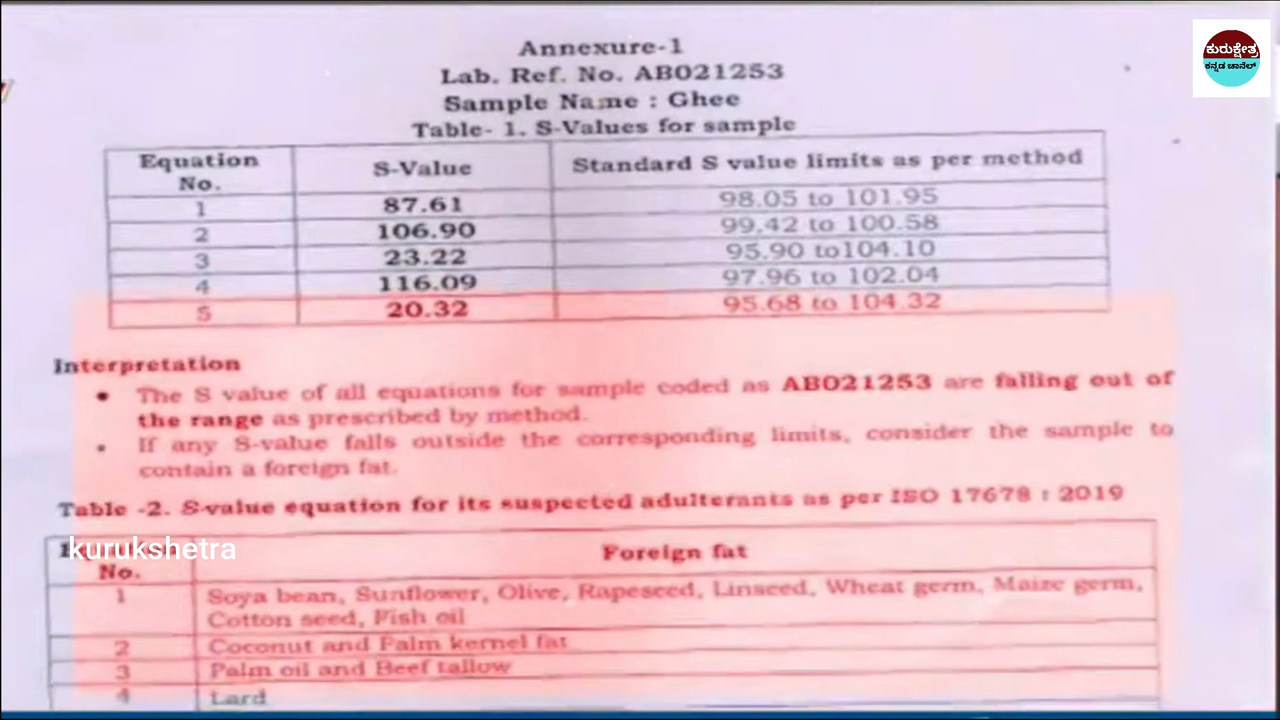 ಕುರುಕ್ಷೇತ್ರ
ಕನ್ನಡ ಚಾನೆಲ್
Annexure-1
Lab. Ref. No. AB021253
Sample Name : Ghee
Table- 1. S-Values for sample
Equation No. S-Value Standard S value limits as per method
1 87.61 98.05 to 101.95
2 106.90 99.42 to 100.58
3 23.22 95.90 to104.10
4 116.09 97.96 to 102.04
5 20.32 95.68 to 104.32
Interpretation
• The S value of all equations for sample coded as AB021253 are falling out of
the range as prescribed by method.
• If any S-value falls outside the corresponding limits, consider the sample to
contain a foreign fat.
Table -2. S-value equation for its suspected adulterants as per ISO 17678 : 2019
kurukshetra
No. Foreign fat
1 Soya bean, Sunflower, Olive, Rapeseed, Linseed, Wheat germ, Maize germ,
Cotton seed, Fish oil
2 Coconut and Palm kernel fat
3 Palm oil and Beef tallow
4 Lard